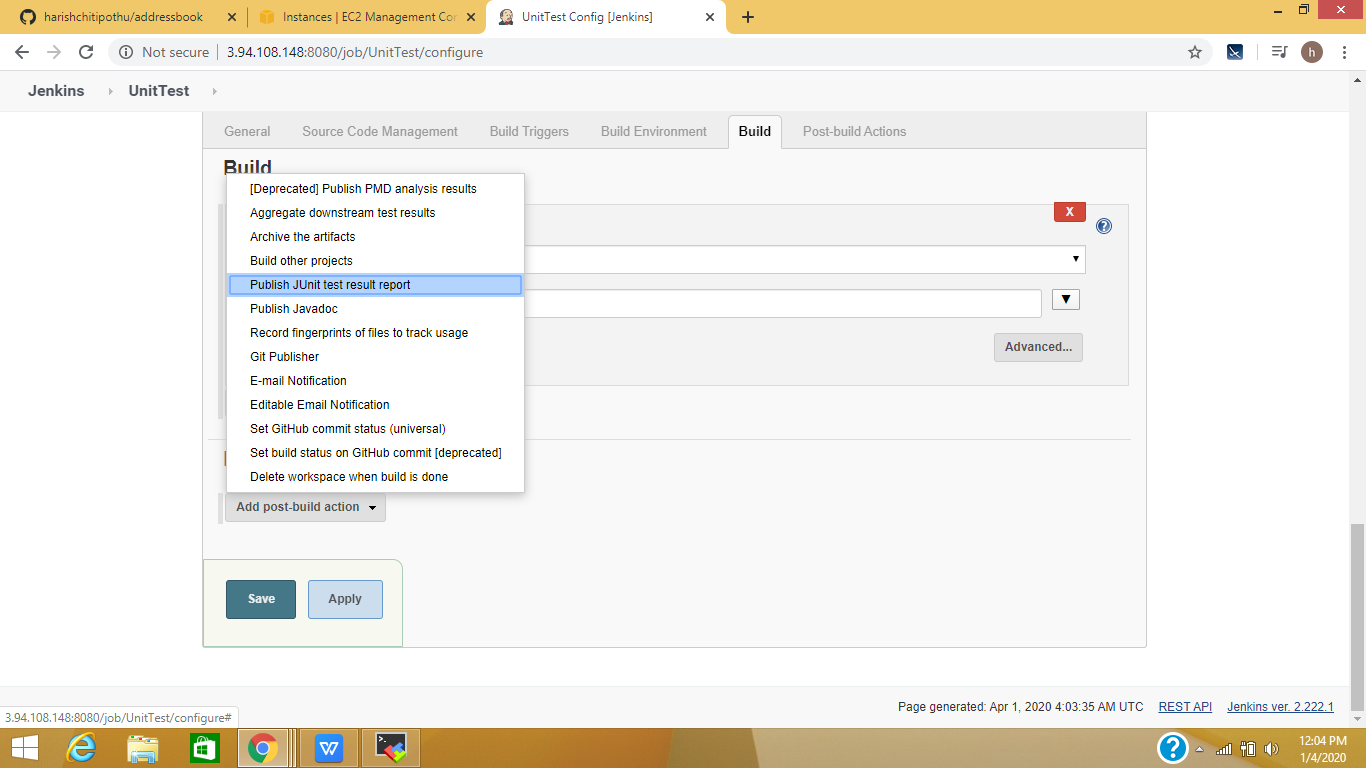 harishchitipothu/addressbook
Instances | EC2 Management Con
UnitTest Config [Jenkins]
Not secure
3.94.108.148:8080/job/UnitTest/configure
h
Jenkins
UnitTest
General
Source Code Management
Build Triggers
Build Environment
Build
Post-build Actions
Build
[Deprecated] Publish PMD analysis results
Aggregate downstream test results
X
Archive the artifacts
Build other projects
Publish JUnit test result report
Publish Javadoc
Record fingerprints of files to track usage
Advanced...
Git Publisher
E-mail Notification
Editable Email Notification
Set GitHub commit status (universal)
Set build status on GitHub commit [deprecated]
Delete workspace when build is done
Add post-build action
Save
Apply
Page generated: Apr 1, 2020 4:03:35 AM UTC
REST API
Jenkins ver. 2.222.1
3.94.108.148:8080/job/UnitTest/configure#
12:04 PM
1/4/2020